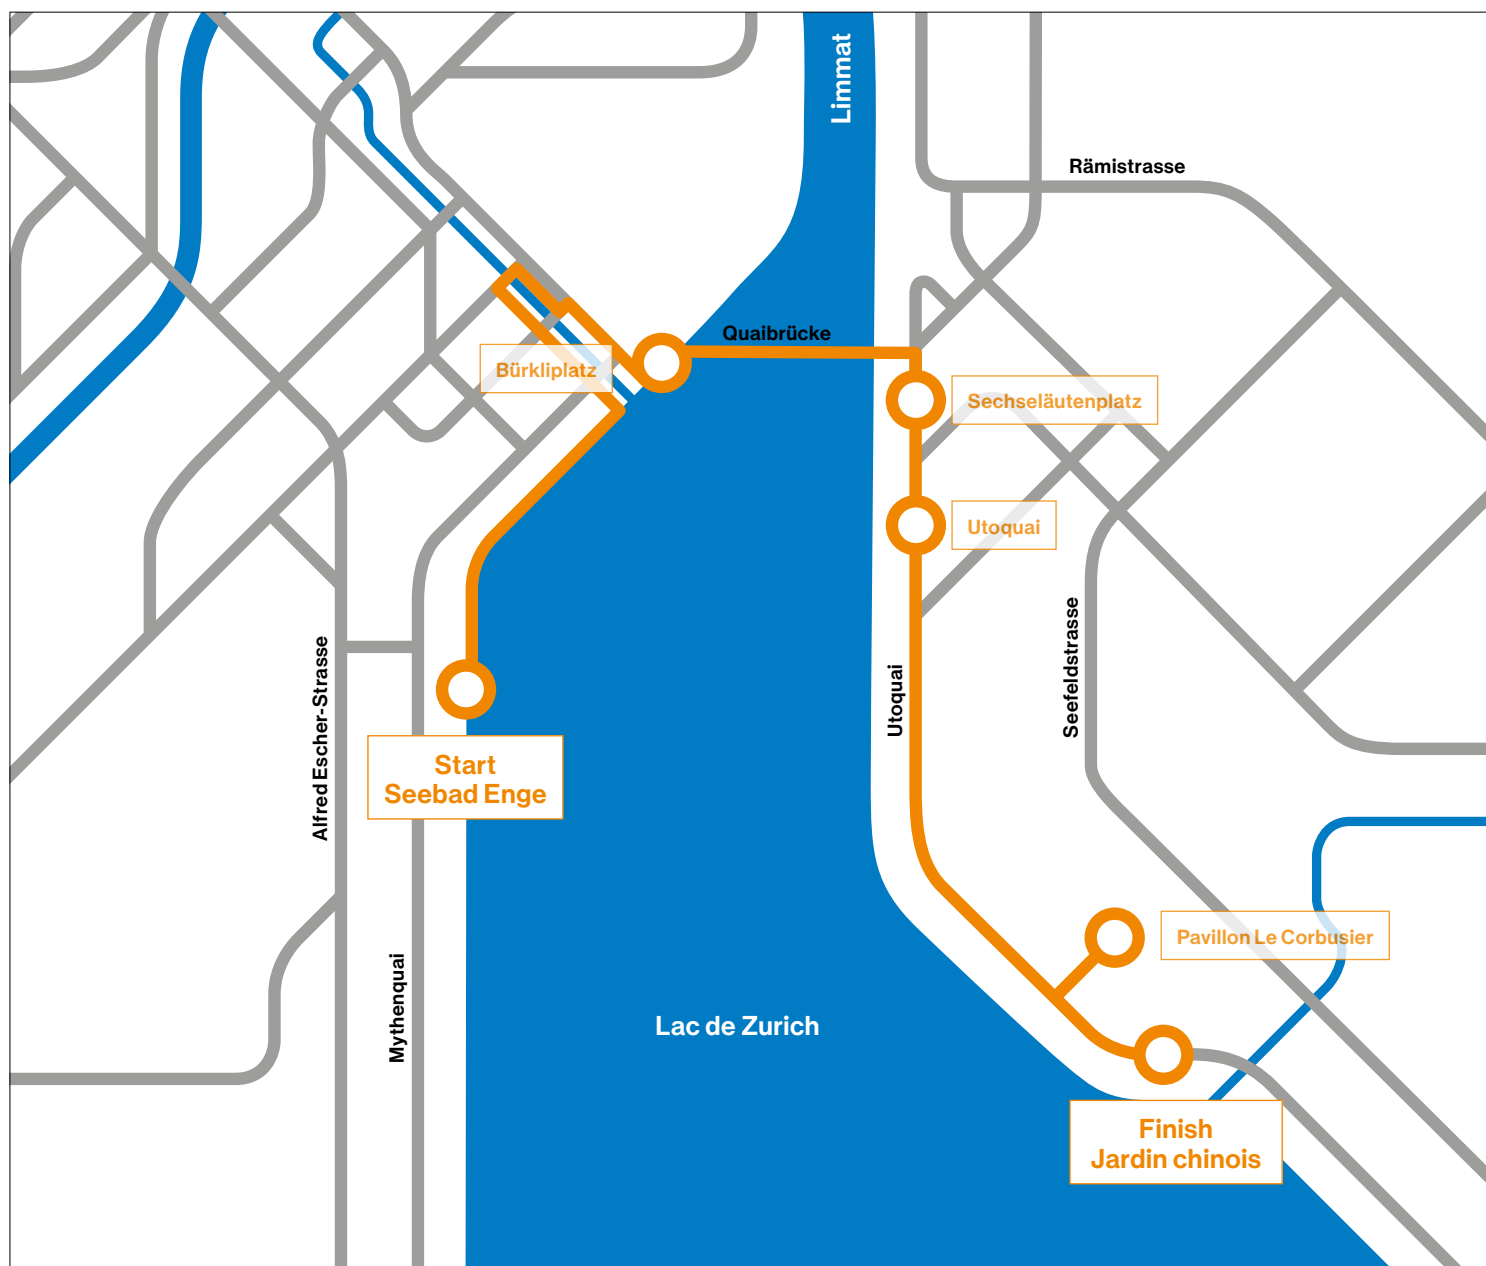 Limmat
Rämistrasse
Quaibrücke
Bürkliplatz
Sechseläutenplatz
Utoquai
Seefeldstrasse
Utoquai
Alfred Escher-Strasse
Start
Seebad Enge
Pavillon Le Corbusier
Mythenquai
Lac de Zurich
Finish
Jardin chinois